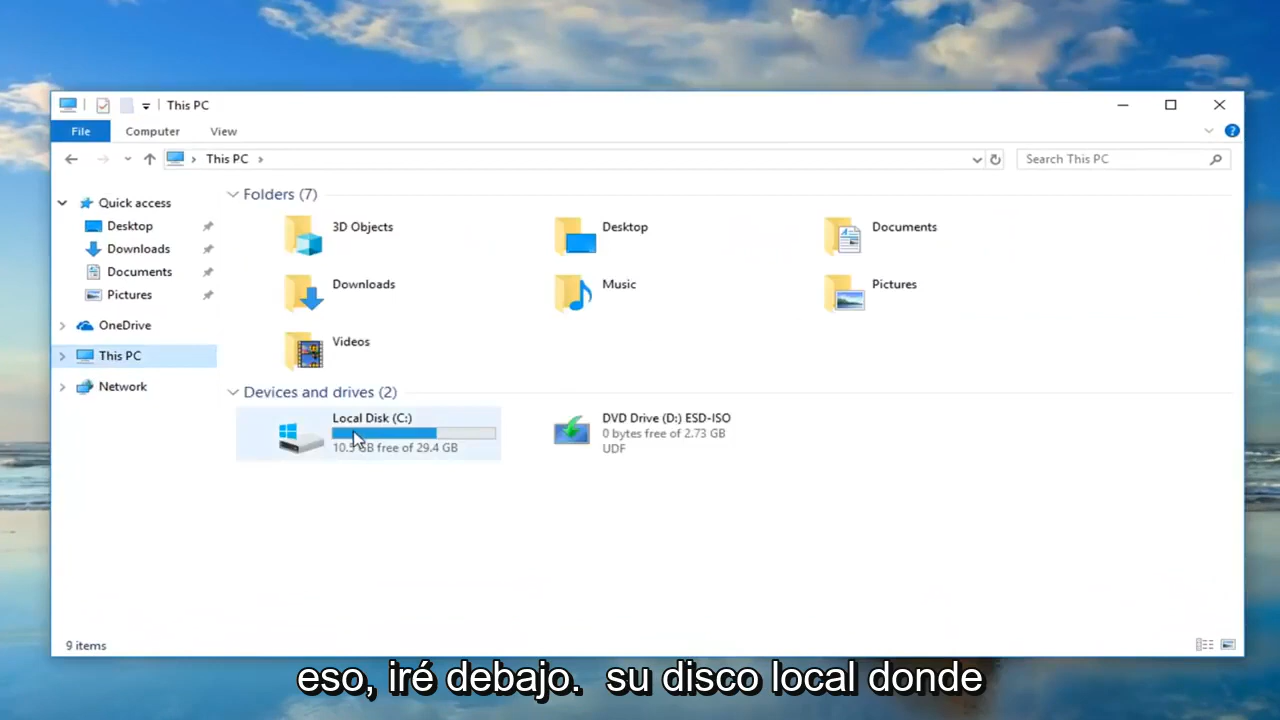 This PC
File Computer View
This PC
Search This PC
Quick access
Desktop
Downloads
Documents
Pictures
OneDrive
This PC
Network
Folders (7)
3D Objects
Desktop
Documents
Downloads
Music
Pictures
Videos
Devices and drives (2)
Local Disk (C:)
10.5 GB free of 29.4 GB
DVD Drive (D:) ESD-ISO
0 bytes free of 2.73 GB
UDF
9 items
eso, iré debajo. su disco local donde